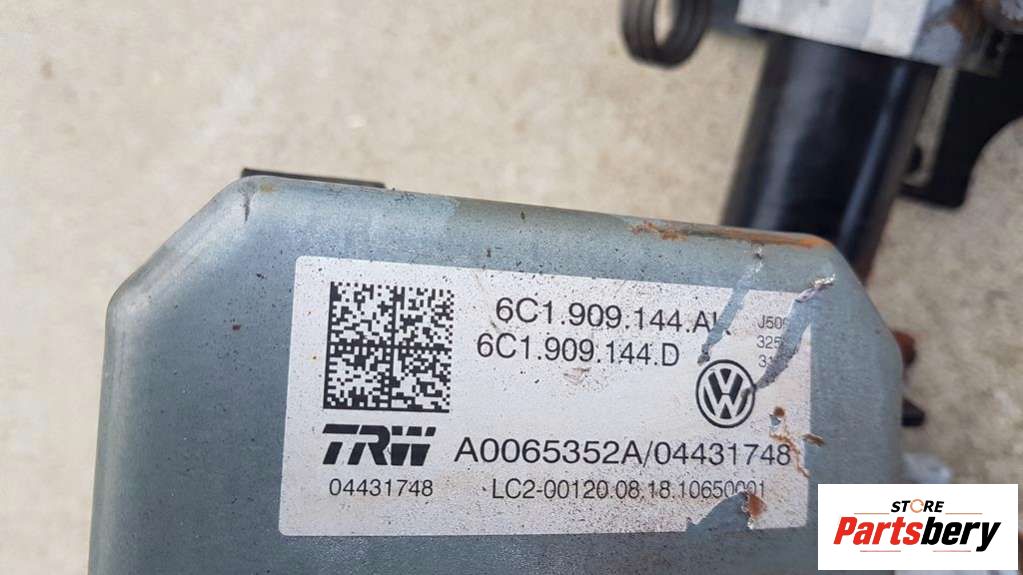 6C1.909.144
6C1.909.144.D
TRW
A0065352A/04431748
04431748
LC2-00120.08.18.10650001
STORE
Partsbery